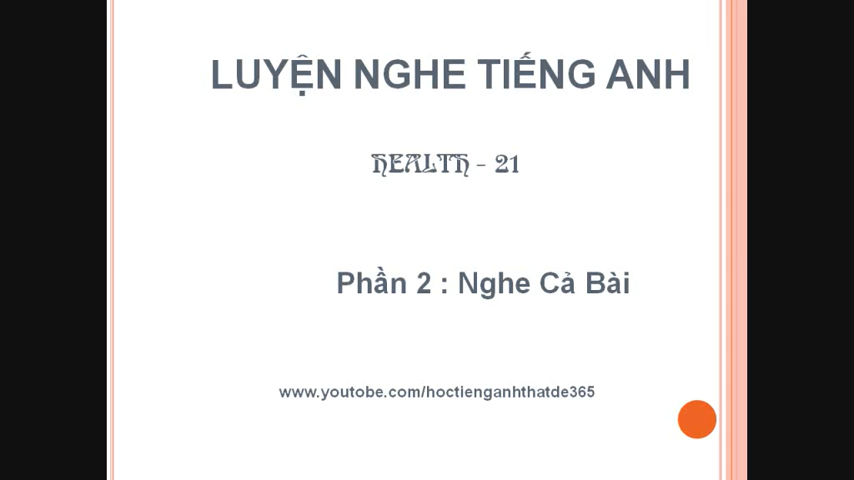 LUYỆN NGHE TIẾNG ANH
HEALTH - 21
Phần 2 : Nghe Cả Bài
www.youtobe.com/hoctienganhthatde365